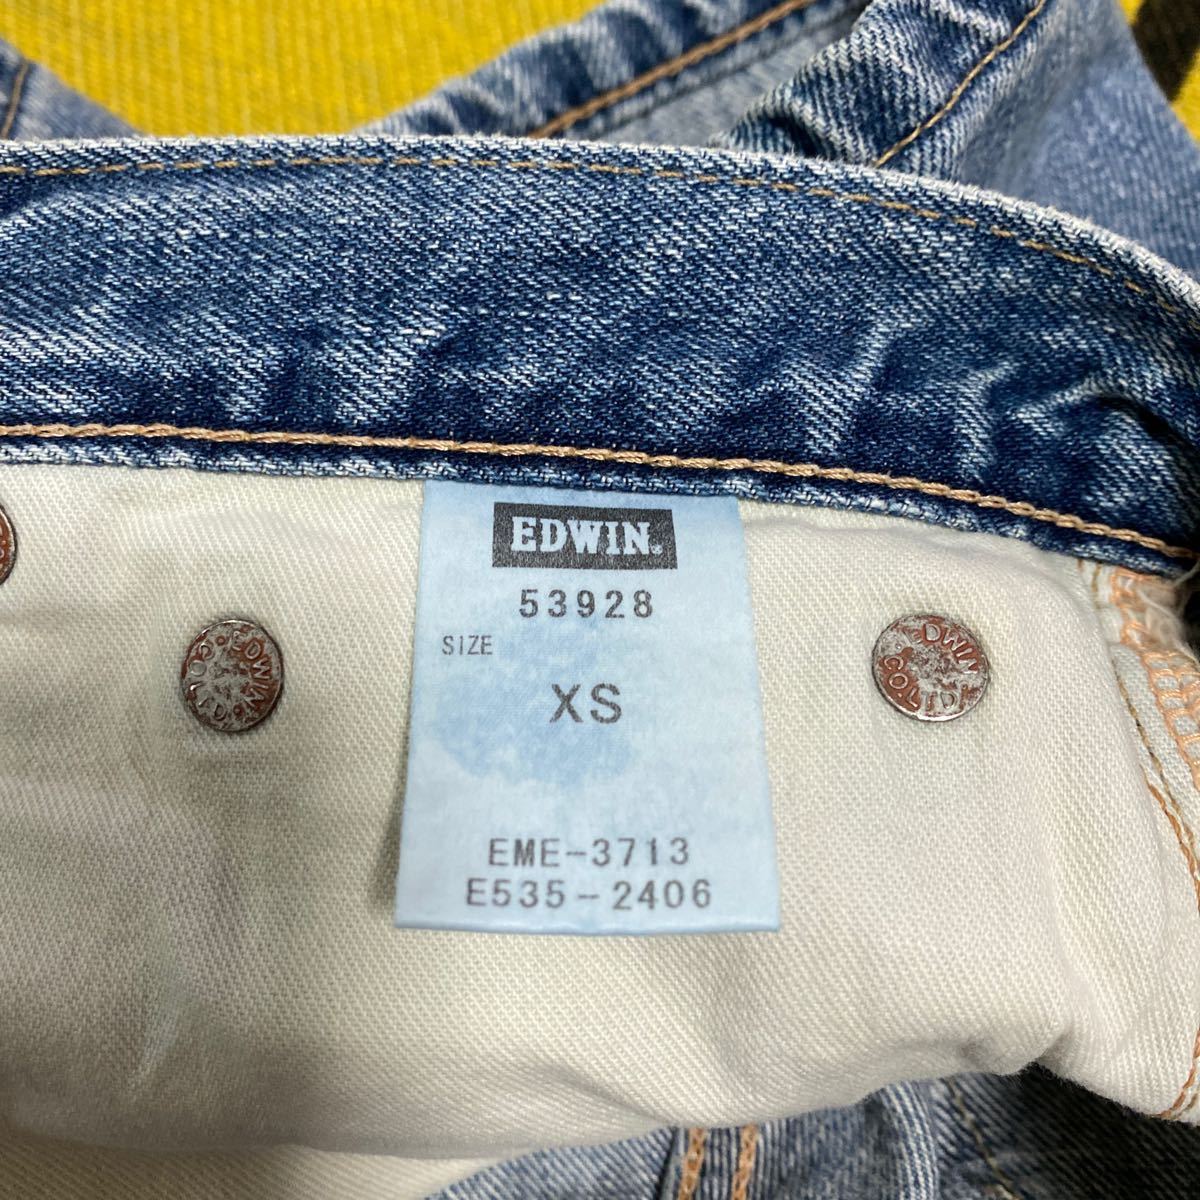 EDWIN.
53928
SIZE
XS
EME-3713
E535-2406
EDWIN
CO.LTD.
EDWIN
CO.LTD.